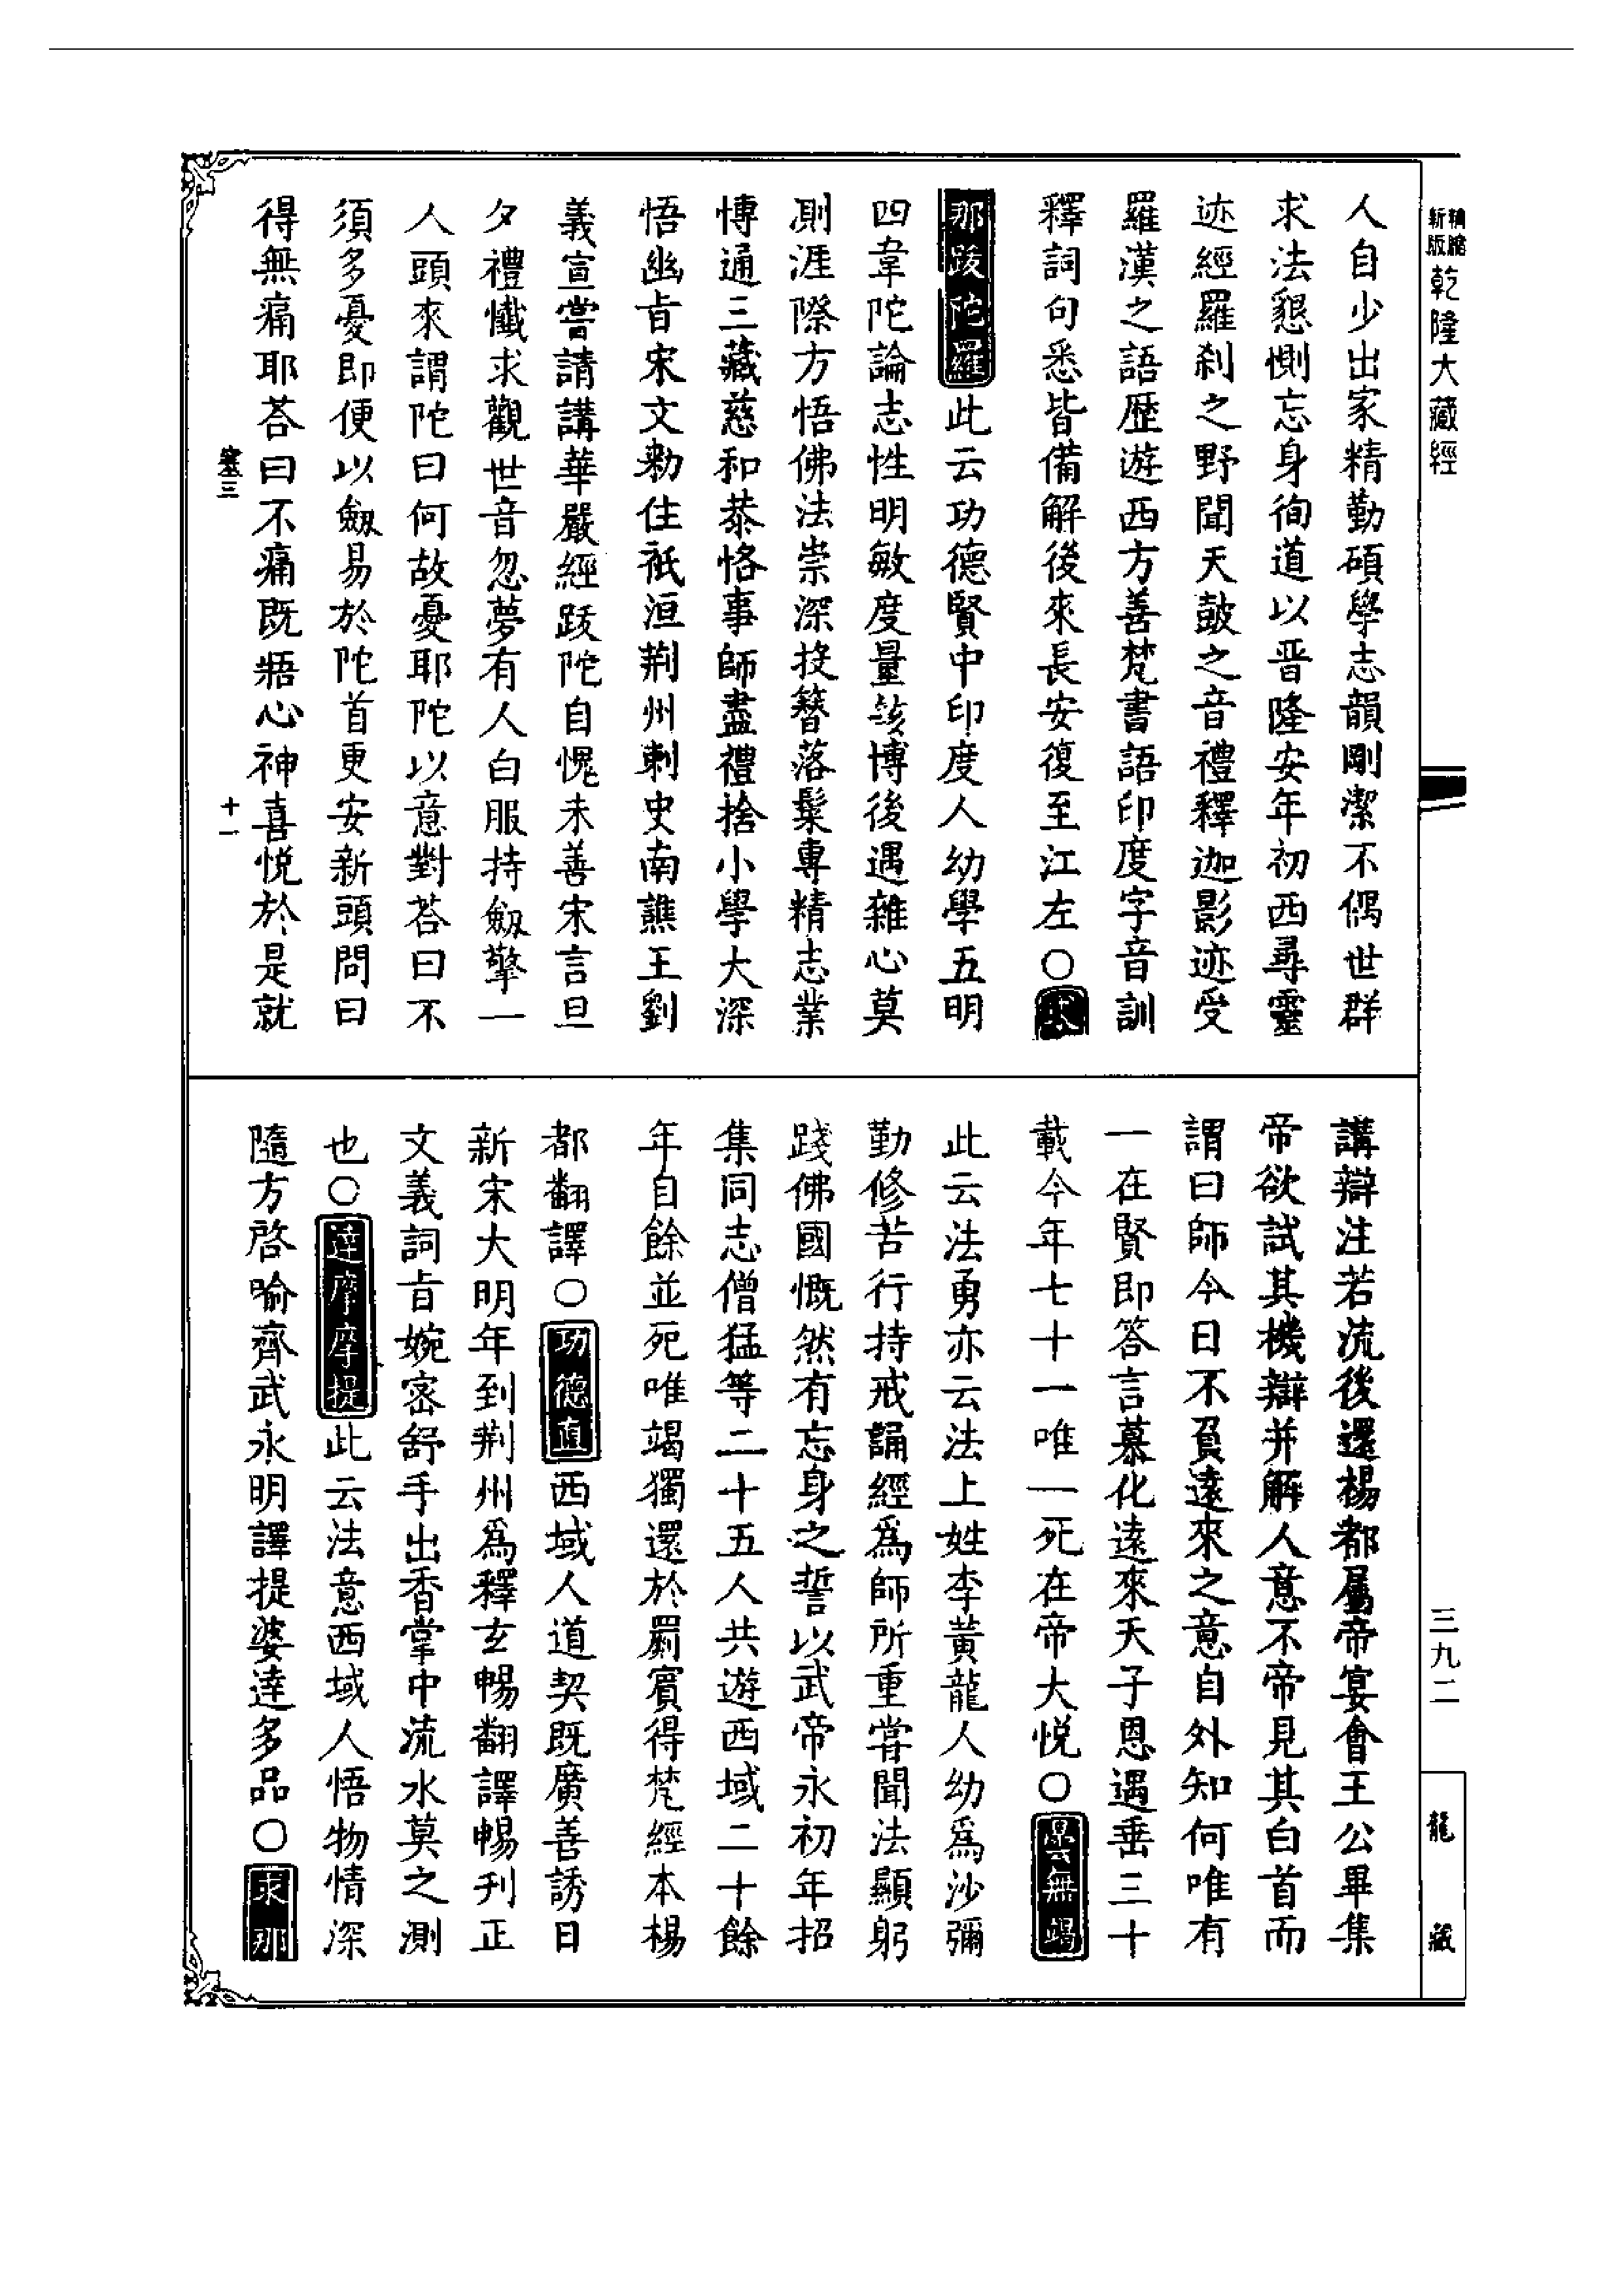 新版 精縮 乾隆大藏經
三九二
龍藏
人自少出家精勤碩學志韻剛潔不偶世群
求法懇惻忘身徇道以晋隆安年初西尋靈
迹經羅刹之野聞天鼓之音禮釋迦影迹受
羅漢之語歷遊西方善梵書語印度字音訓
釋詞句悉皆備解後來長安復至江左〇求
那跋陀羅此云功德賢中印度人幼學五明
四韋陀論志性明敏度量該博後遇雜心莫
測涯際方悟佛法崇深投簪落髮專精志業
博通三藏慈和恭恪事師盡禮捨小學大深
悟幽㫖宋文勑住祇洹荆州刺史南譙王劉
義宣嘗請講華嚴經跋陀自愧未善宋言旦
夕禮懺求觀世音忽夢有人白服持劔擎一
人頭來謂陀曰何故憂耶陀以意對荅曰不
須多憂即便以劔易於陀首更安新頭問曰
得無痛耶荅曰不痛既寤心神喜悅於是就
塞三
十一
講辯注若流後還楊都屬帝宴會王公畢集
帝欲試其機辯并解人意不帝見其白首而
謂曰師今日不負遠來之意自外知何唯有
一在賢即答言慕化遠來天子恩遇垂三十
載今年七十一唯一死在帝大悅〇曇無竭
此云法勇亦云法上姓李黃龍人幼爲沙彌
勤修苦行持戒誦經爲師所重嘗聞法顯躬
踐佛國慨然有忘身之誓以武帝永初年招
集同志僧猛等二十五人共遊西域二十餘
年自餘並死唯竭獨還於罽賓得梵經本楊
都翻譯〇功德直西域人道契既廣善誘日
新宋大明年到荆州爲釋玄暢翻譯暢刋正
文義詞㫖婉密舒手出香掌中流水莫之測
也〇達摩摩提此云法意西域人悟物情深
隨方啓喻齊武永明譯提婆達多品〇求那